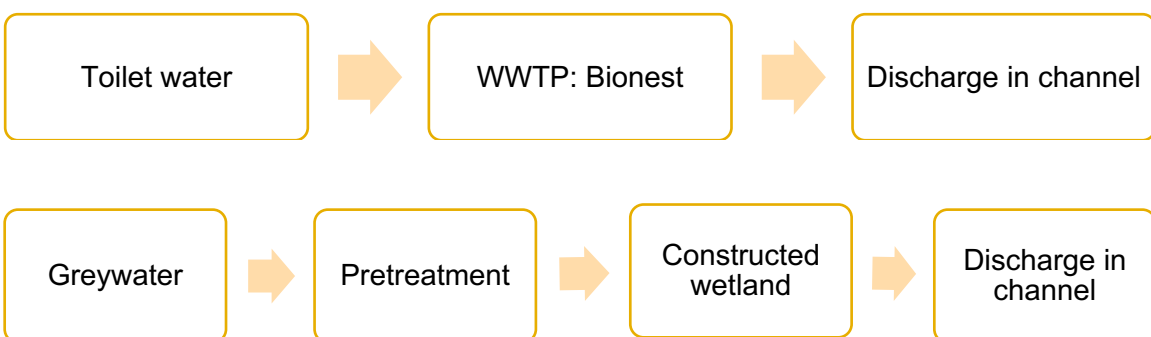 Toilet water
WWTP: Bionest
Discharge in channel
Greywater
Pretreatment
Constructed
wetland
Discharge in
channel